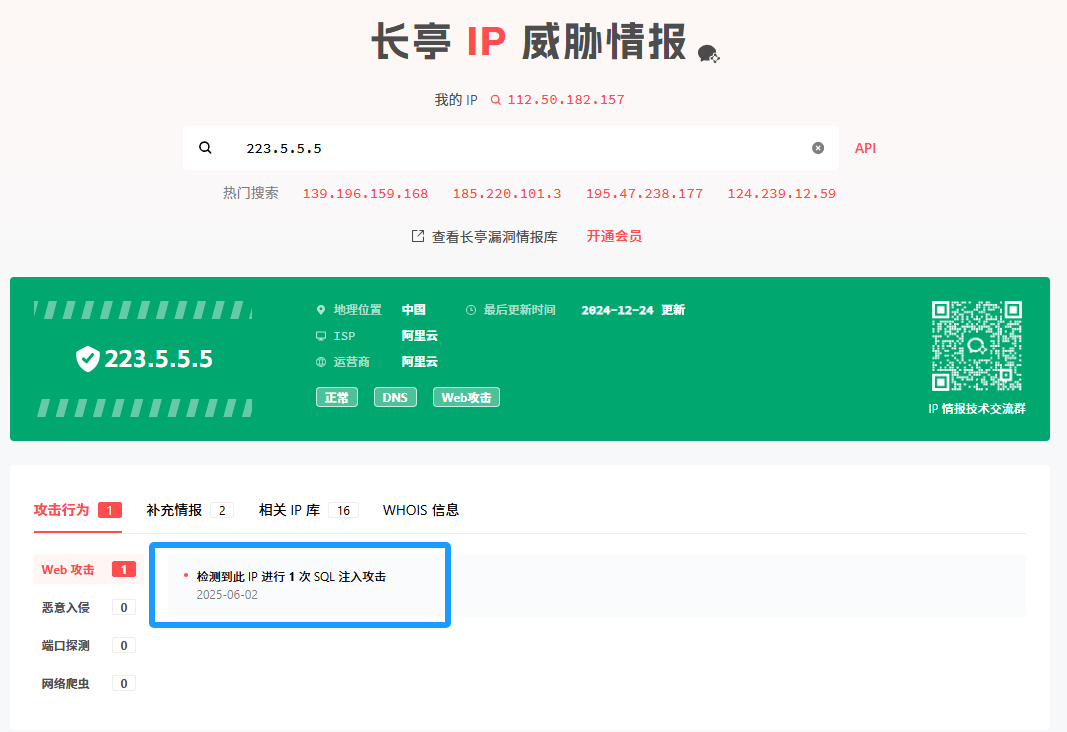 长亭 IP 威胁情报
我的 IP 112.50.182.157
223.5.5.5 API
热门搜索 139.196.159.168 185.220.101.3 195.47.238.177 124.239.12.59
查看长亭漏洞情报库 开通会员
地理位置 中国 最后更新时间 2024-12-24 更新
ISP 阿里云
223.5.5.5
运营商 阿里云
正常 DNS Web攻击
IP 情报技术交流群
攻击行为 1 补充情报 2 相关 IP 库 16 WHOIS 信息
Web 攻击 1
检测到此 IP 进行 1 次 SQL 注入攻击
2025-06-02
恶意入侵 0
端口探测 0
网络爬虫 0